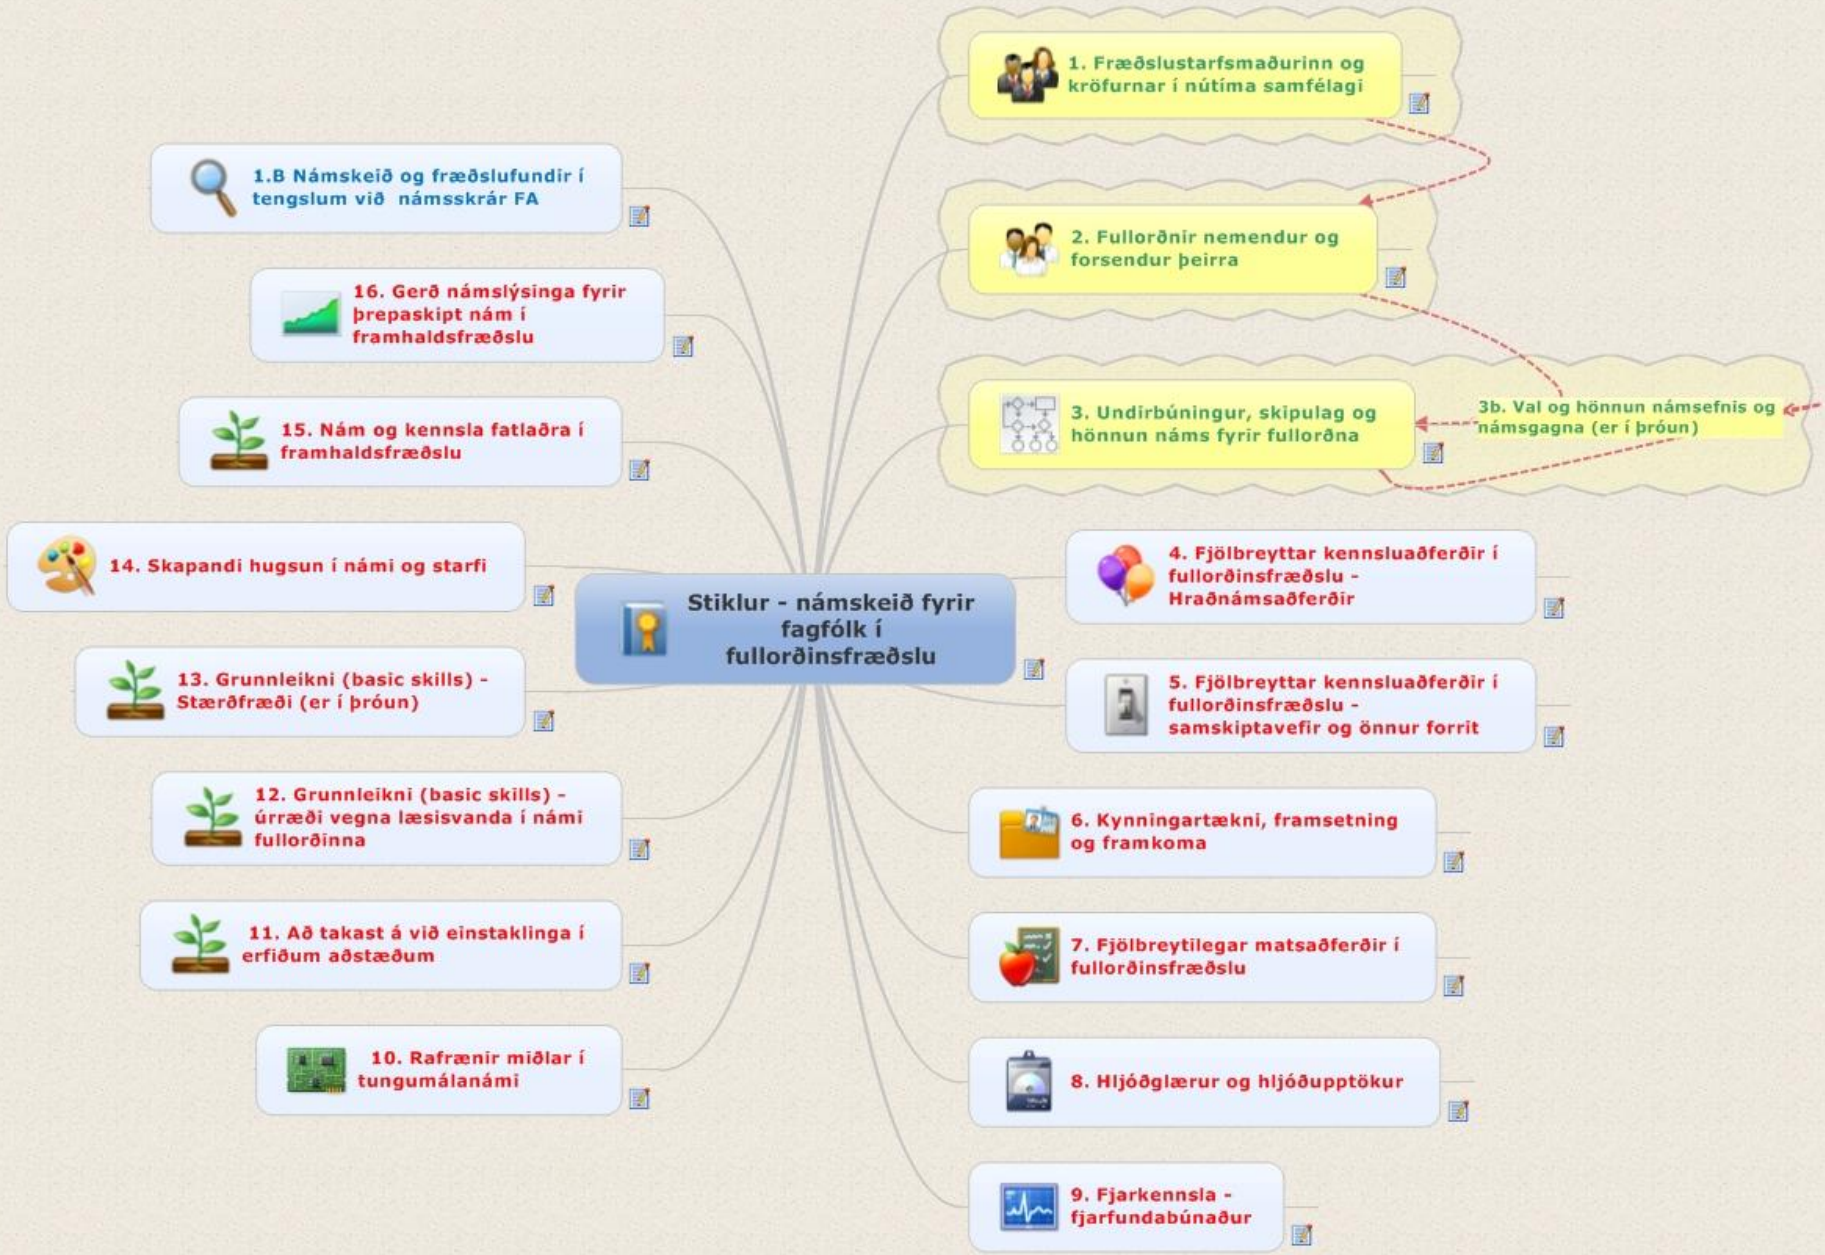 Stiklur - námskeið fyrir
fagfólk í
fullorðinsfræðslu
1. Fræðslustarfsmaðurinn og
kröfurnar í nútíma samfélagi
2. Fullorðnir nemendur og
forsendur þeirra
3. Undirbúningur, skipulag og
hönnun náms fyrir fullorðna
3b. Val og hönnun námsefnis og
námsgagna (er í þróun)
4. Fjölbreyttar kennsluaðferðir í
fullorðinsfræðslu -
Hraðnámsaðferðir
5. Fjölbreyttar kennsluaðferðir í
fullorðinsfræðslu -
samskiptavefir og önnur forrit
6. Kynningartækni, framsetning
og framkoma
7. Fjölbreytilegar matsaðferðir í
fullorðinsfræðslu
8. Hljóðglærur og hljóðupptökur
9. Fjarkennsla -
fjarfundabúnaður
10. Rafrænir miðlar í
tungumálanámi
11. Að takast á við einstaklinga í
erfiðum aðstæðum
12. Grunnleikni (basic skills) -
úrræði vegna læsisvanda í námi
fullorðinna
13. Grunnleikni (basic skills) -
Stærðfræði (er í þróun)
14. Skapandi hugsun í námi og starfi
15. Nám og kennsla fatlaðra í
framhaldsfræðslu
16. Gerð námslýsinga fyrir
þrepaskipt nám í
framhaldsfræðslu
1.B Námskeið og fræðslufundir í
tengslum við námsskrár FA